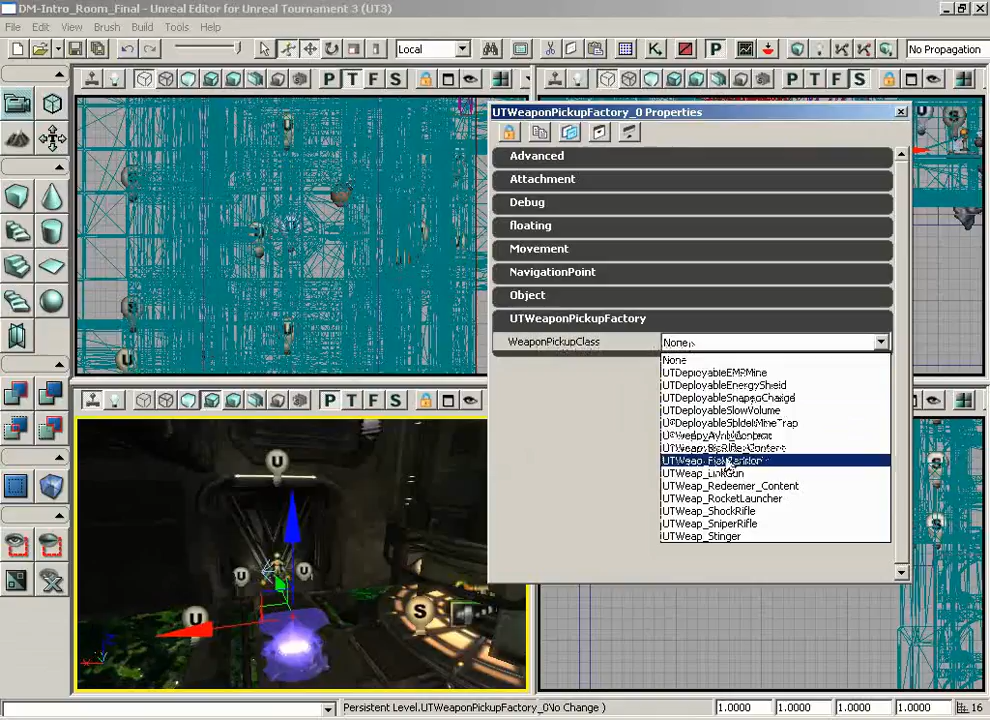 DM-Intro_Room_Final - Unreal Editor for Unreal Tournament 3 (UT3)
File Edit View Brush Build Tools Help
Local
No Propagation
P T F S
P T F S
UTWeaponPickupFactory_0 Properties
Advanced
Attachment
Debug
floating
Movement
NavigationPoint
Object
UTWeaponPickupFactory
WeaponPickupClass
None
None
UTDeployableEMPMine
UTDeployableEnergyShield
UTDeployableSlowVolume
UTWeap_LinkGun
UTWeap_Redeemer_Content
UTWeap_RocketLauncher
UTWeap_ShockRifle
UTWeap_SniperRifle
UTWeap_Stinger
P T F S
U
U
U
U
S
Persistent Level.UTWeaponPickupFactory_0
No Change )
1.0000
1.0000
1.0000
1.0000
16